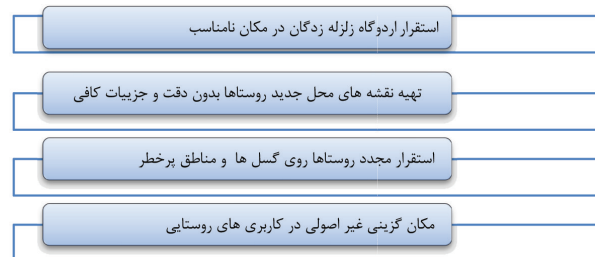 استقرار اردوگاه زلزله زدگان در مکان نامناسب
تهیه نقشه های محل جدید روستاها بدون دقت و جزییات کافی
استقرار مجدد روستاها روی گسل ها و مناطق پرخطر
مکان گزینی غیر اصولی در کاربری های روستایی